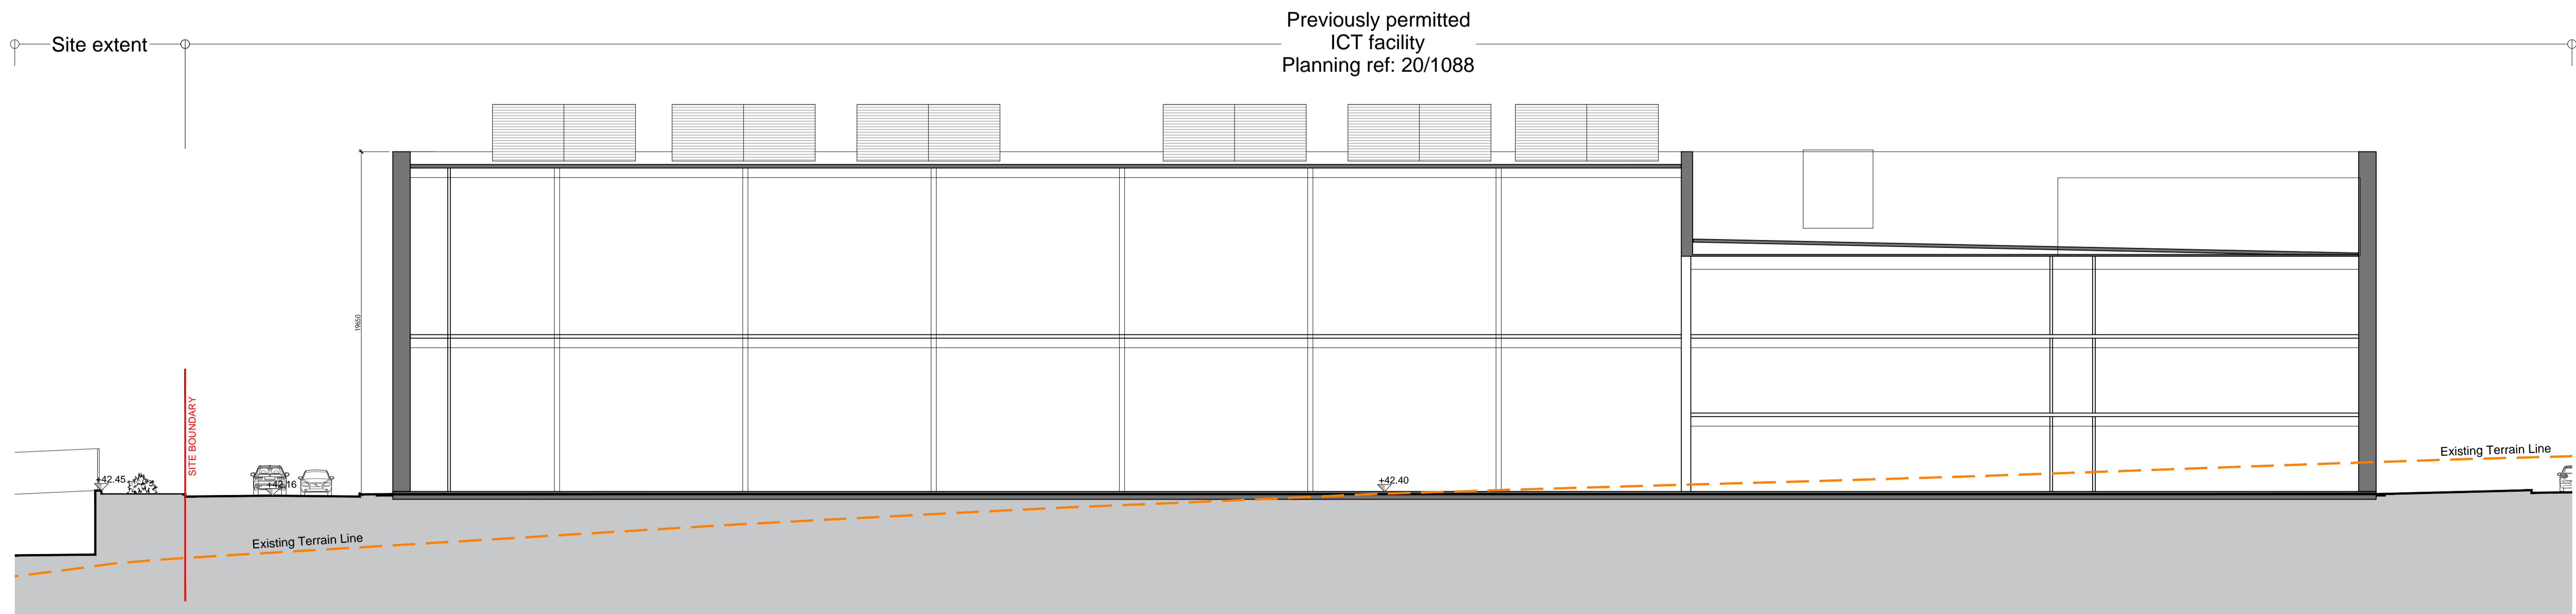 Previously permitted
Site extent
ICT facility
Planning ref: 20/1088
19650
SITE BOUNDARY
+42.45
+42.16
+42.40
Existing Terrain Line
Existing Terrain Line